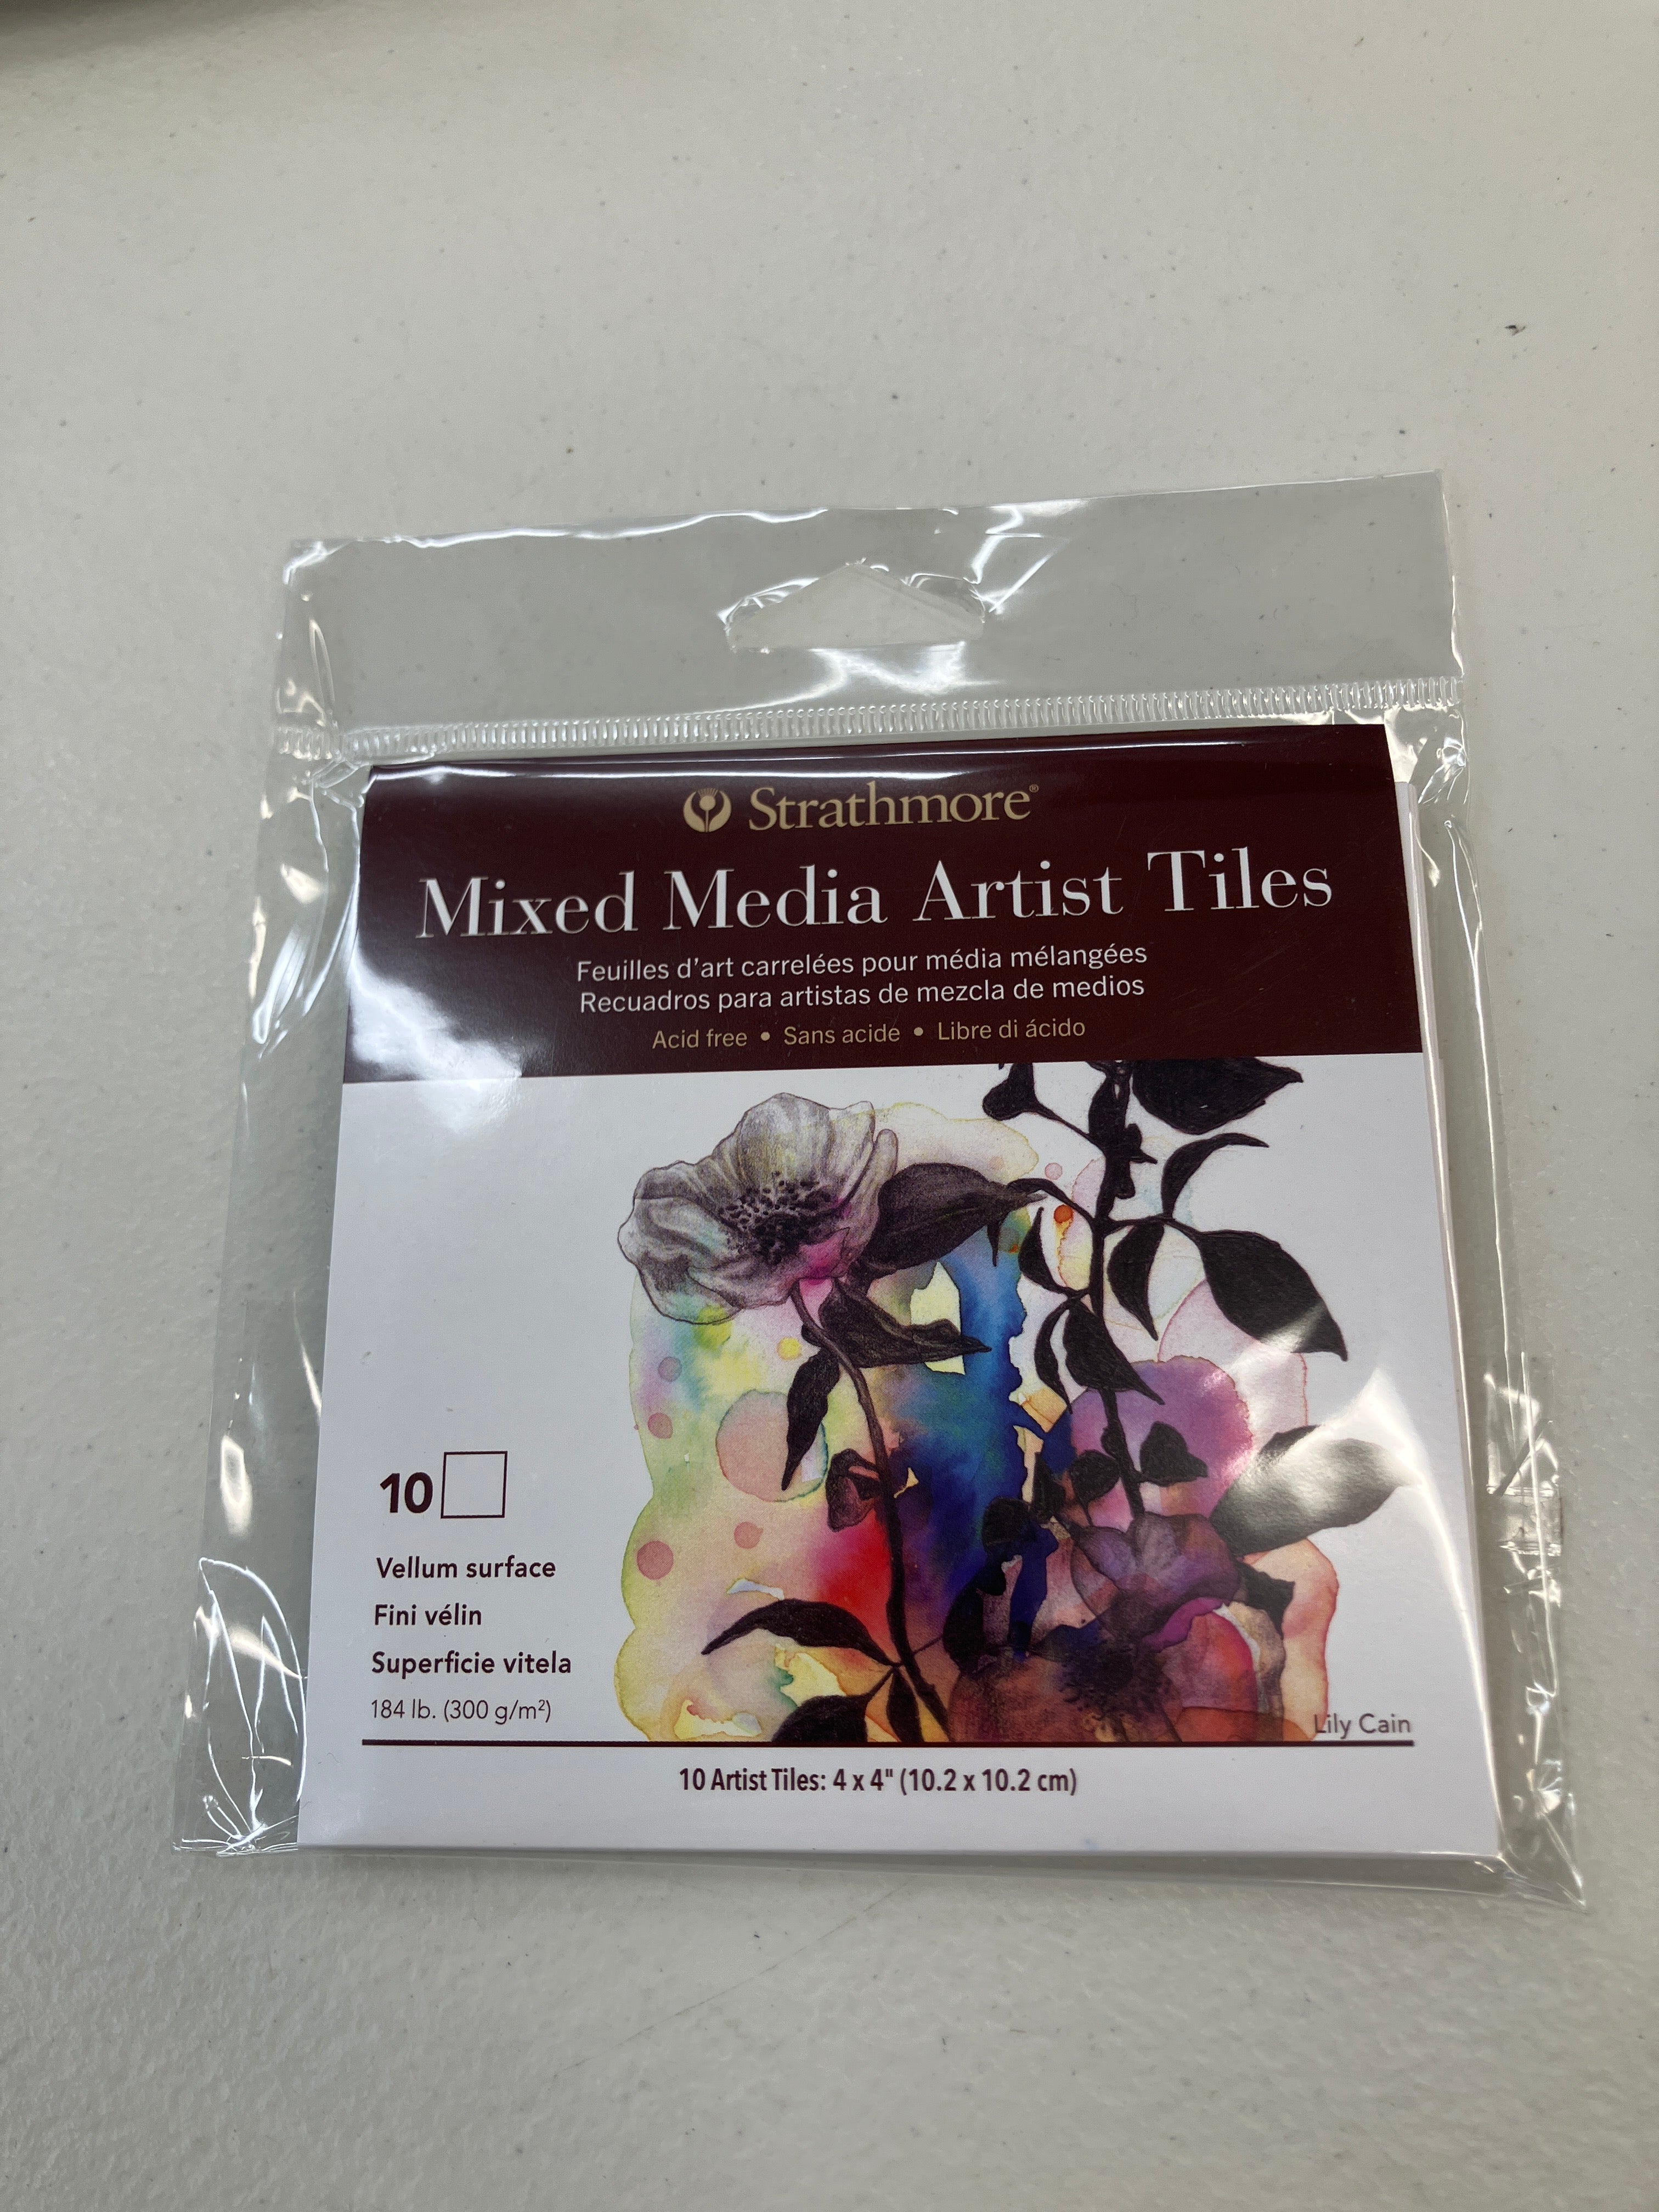 Strathmore®
Mixed Media Artist Tiles
Feuilles d'art carrelées pour média mélangées
Recuadros para artistas de mezcla de medios
Acid free • Sans acide • Libre di ácido
10
Vellum surface
Fini vélin
Superficie vitela
184 lb. (300 g/m²)
Lily Cain
10 Artist Tiles: 4 x 4" (10.2 x 10.2 cm)